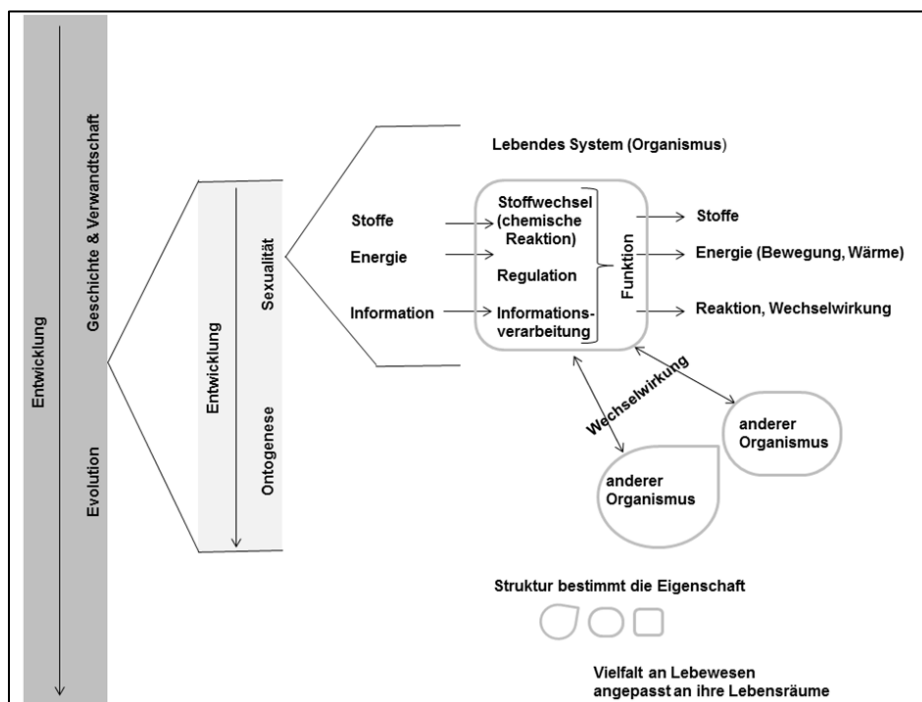 Entwicklung
Geschichte & Verwandtschaft
Evolution
Entwicklung
Sexualität
Ontogenese
Lebendes System (Organismus)
Stoffe
Energie
Information
Stoffwechsel
(chemische
Reaktion)
Regulation
Informations-
verarbeitung
Funktion
Stoffe
Energie (Bewegung, Wärme)
Reaktion, Wechselwirkung
Wechselwirkung
anderer
Organismus
anderer
Organismus
Struktur bestimmt die Eigenschaft
Vielfalt an Lebewesen
angepasst an ihre Lebensräume